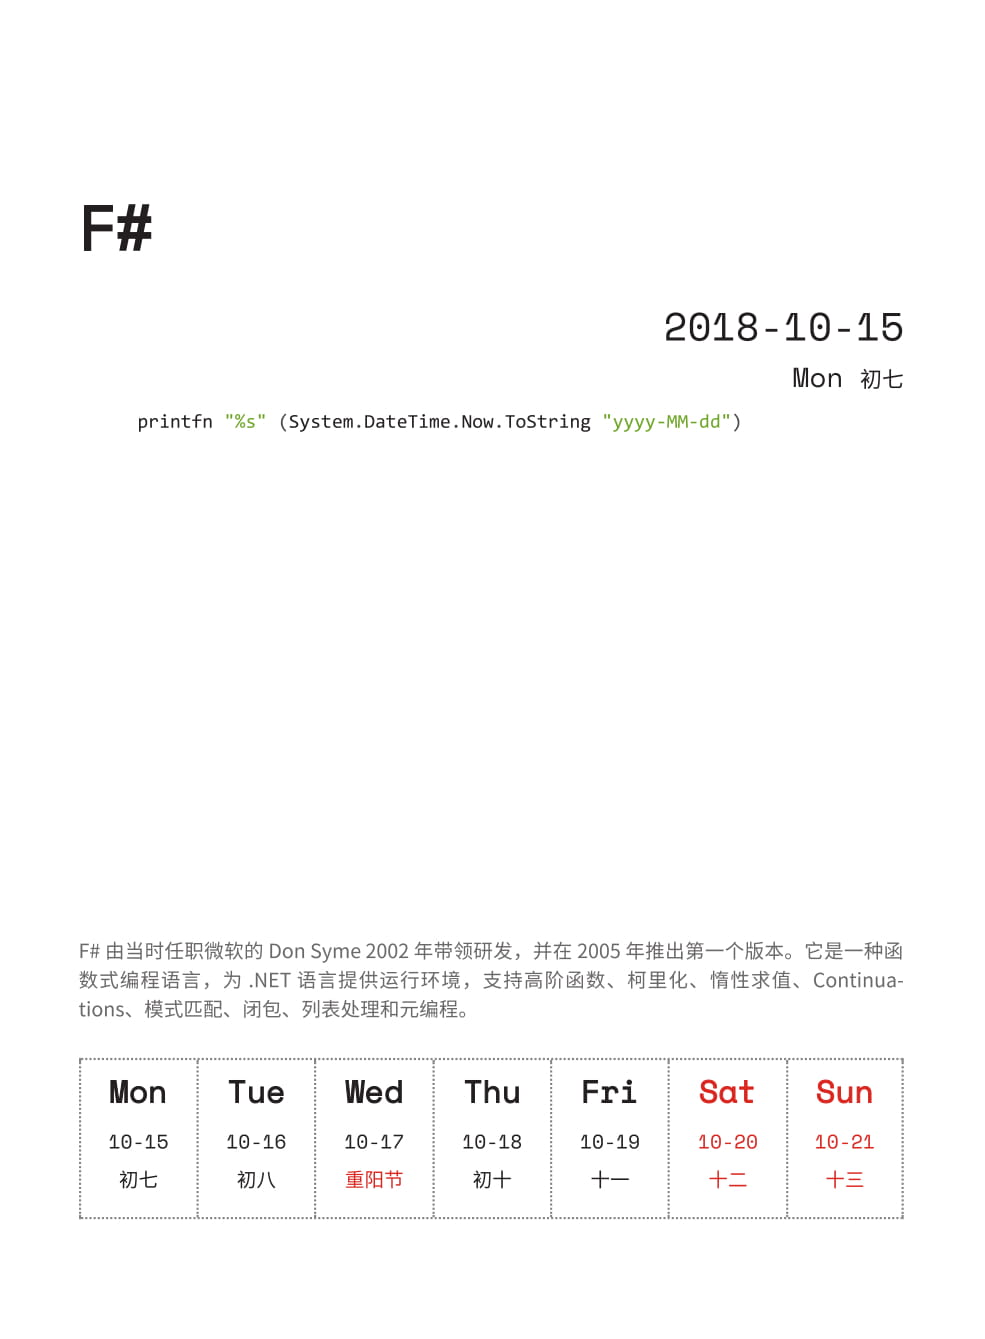 F#
2018-10-15
Mon 初七
printfn "%s" (System.DateTime.Now.ToString "yyyy-MM-dd")
F# 由当时任职微软的 Don Syme 2002 年带领研发，并在 2005 年推出第一个版本。它是一种函
数式编程语言，为 .NET 语言提供运行环境，支持高阶函数、柯里化、惰性求值、Continua-
tions、模式匹配、闭包、列表处理和元编程。
Mon Tue Wed Thu Fri Sat Sun
10-15 10-16 10-17 10-18 10-19 10-20 10-21
初七 初八 重阳节 初十 十一 十二 十三